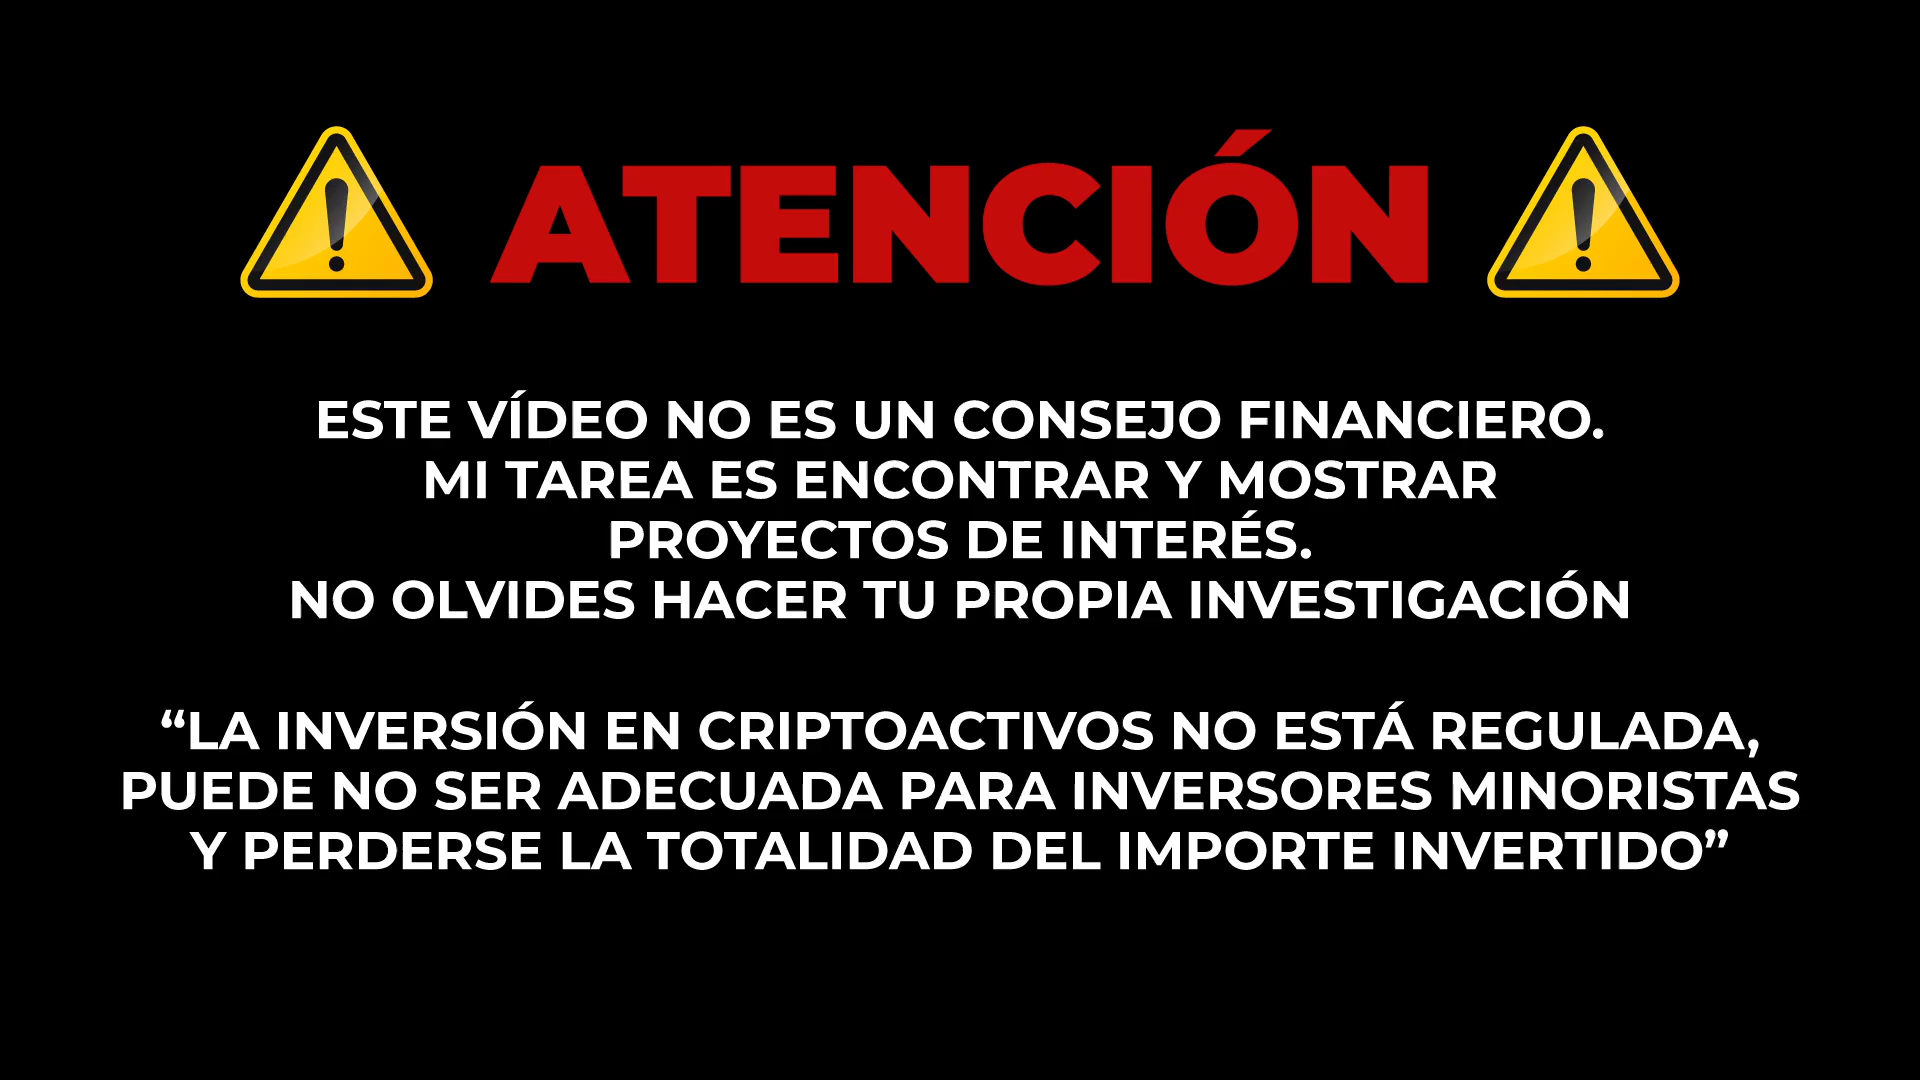 ATENCIÓN
ESTE VÍDEO NO ES UN CONSEJO FINANCIERO.
MI TAREA ES ENCONTRAR Y MOSTRAR
PROYECTOS DE INTERÉS.
NO OLVIDES HACER TU PROPIA INVESTIGACIÓN
“LA INVERSIÓN EN CRIPTOACTIVOS NO ESTÁ REGULADA,
PUEDE NO SER ADECUADA PARA INVERSORES MINORISTAS
Y PERDERSE LA TOTALIDAD DEL IMPORTE INVERTIDO”